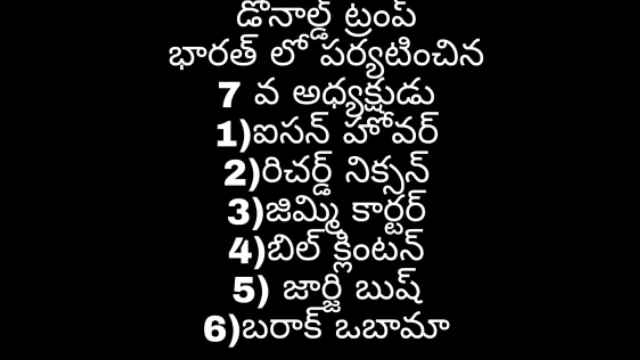 డొనాల్డ్ ట్రంప్
భారత్ లో పర్యటించిన
7 వ అధ్యక్షుడు
1)ఐసన్ హోవర్
2)రిచర్డ్ నిక్సన్
3)జిమ్మి కార్టర్
4)బిల్ క్లింటన్
5) జార్జి బుష్
6)బరాక్ ఒబామా